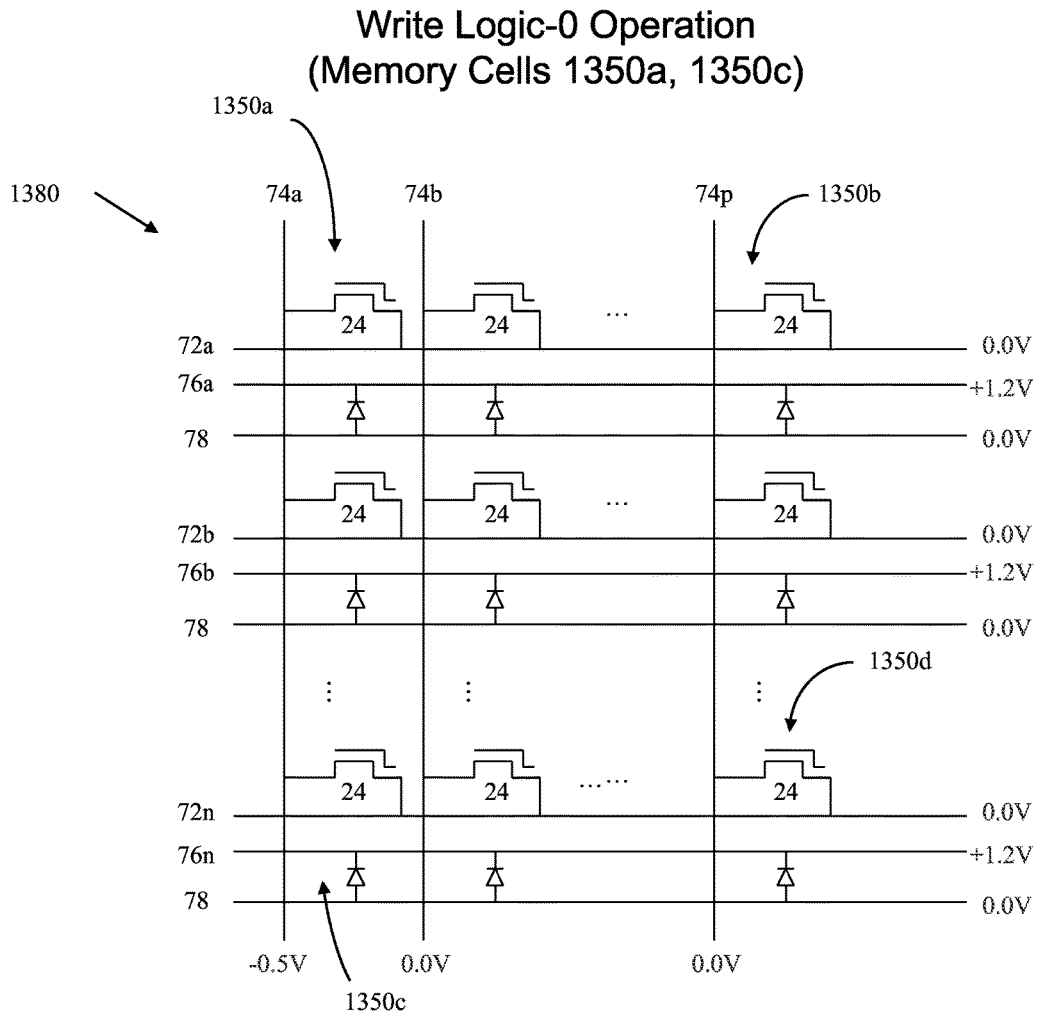 Write Logic-0 Operation
(Memory Cells 1350a, 1350c)
1350a
1380
74a 74b 74p 1350b
24 24 ... 24
72a 0.0V
76a +1.2V
78 0.0V
24 24 ... 24
72b 0.0V
76b +1.2V
78 0.0V
1350d
24 24 ...... 24
72n 0.0V
76n +1.2V
78 0.0V
-0.5V 0.0V 0.0V
1350c